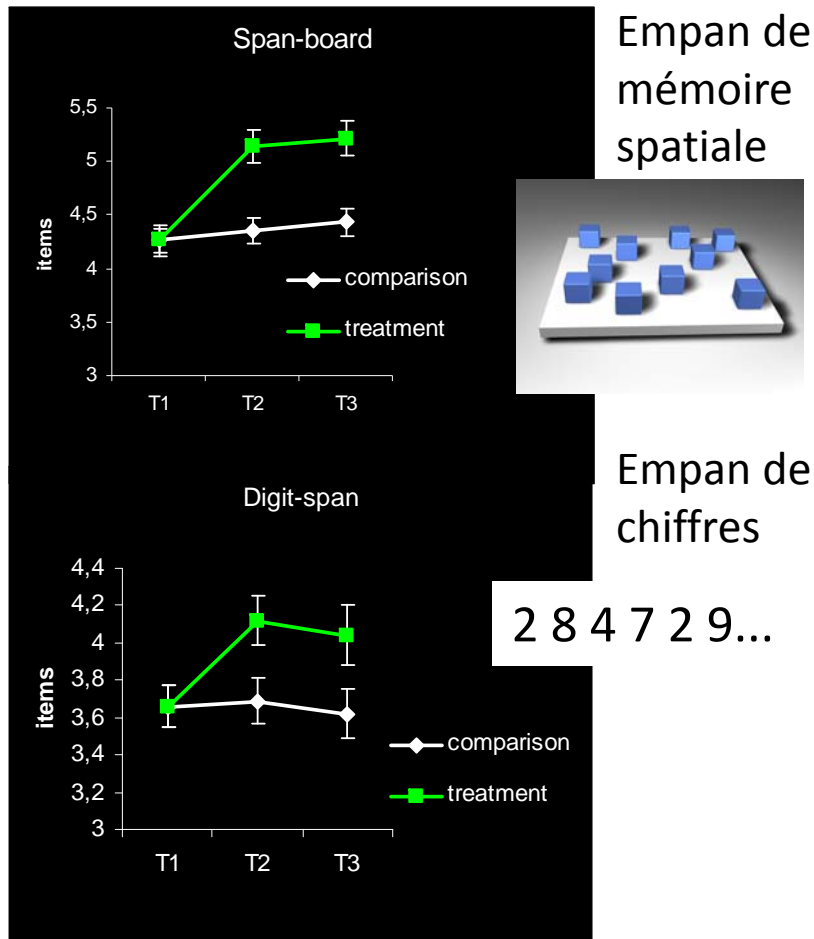 Span-board
5,5
5
4,5
4
3,5
3
items
T1 T2 T3
comparison
treatment
Empan de
mémoire
spatiale
Digit-span
4,4
4,2
4
3,8
3,6
3,4
3,2
3
items
T1 T2 T3
comparison
treatment
Empan de
chiffres
2 8 4 7 2 9...